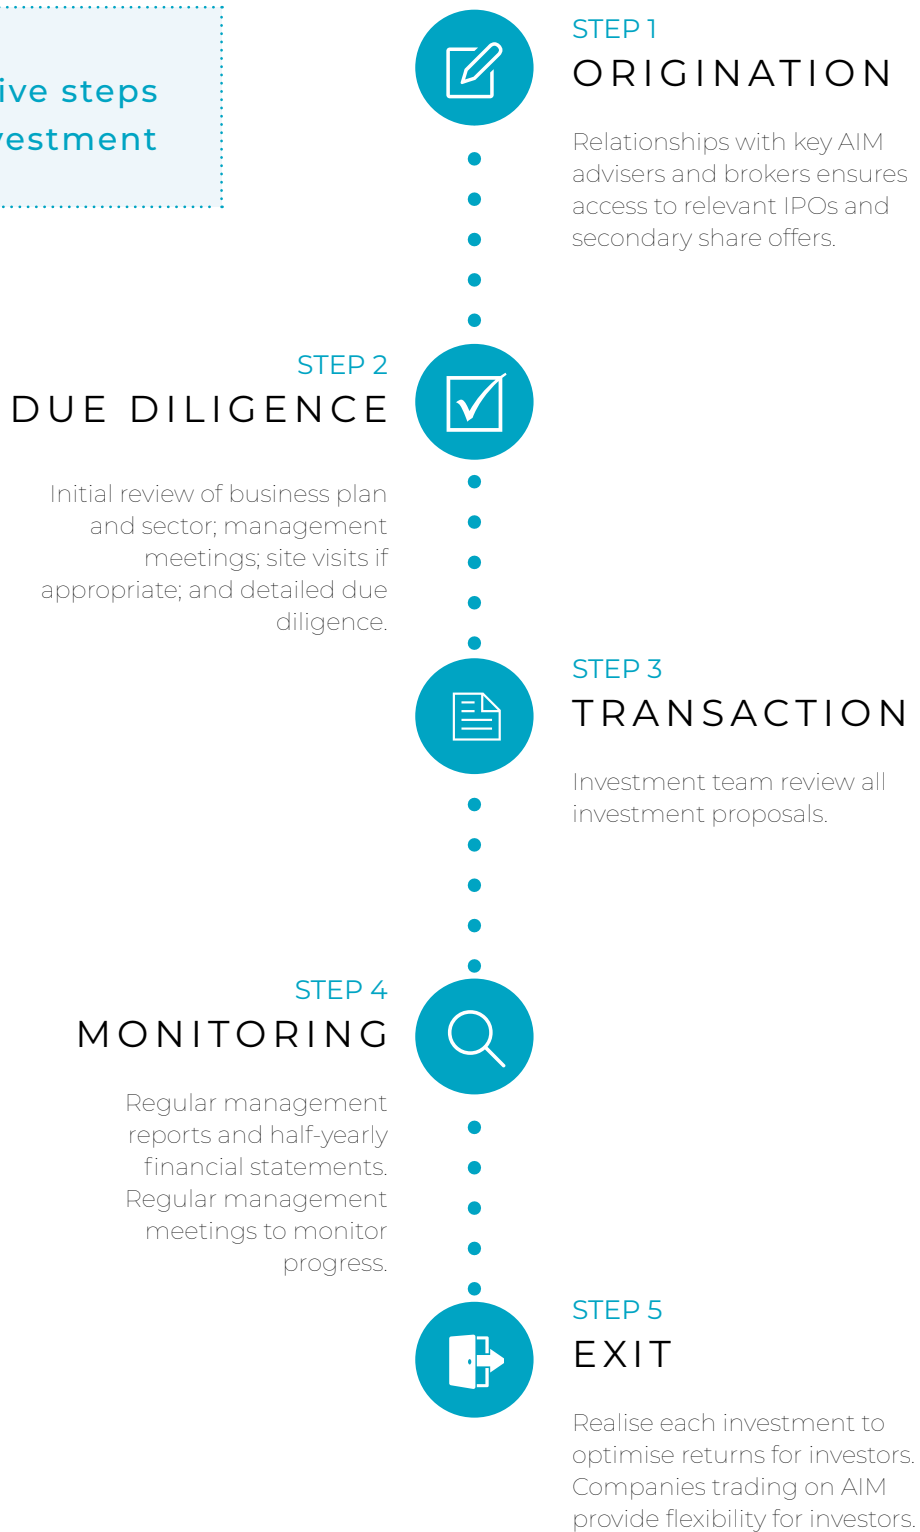 ive steps
vestment
STEP 1
ORIGINATION
Relationships with key AIM
advisers and brokers ensures
access to relevant IPOs and
secondary share offers.
STEP 2
DUE DILIGENCE
Initial review of business plan
and sector; management
meetings; site visits if
appropriate; and detailed due
diligence.
STEP 3
TRANSACTION
Investment team review all
investment proposals.
STEP 4
MONITORING
Regular management
reports and half-yearly
financial statements.
Regular management
meetings to monitor
progress.
STEP 5
EXIT
Realise each investment to
optimise returns for investors.
Companies trading on AIM
provide flexibility for investors.